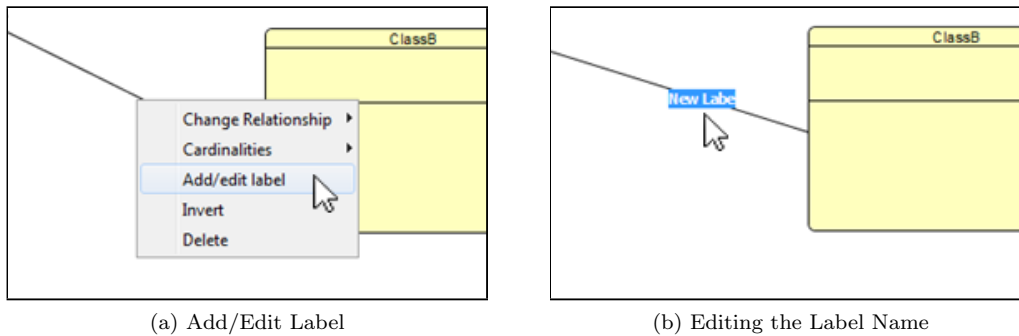 ClassB
Change Relationship
Cardinalities
Add/edit label
Invert
Delete
(a) Add/Edit Label
ClassB
New Labe
(b) Editing the Label Name